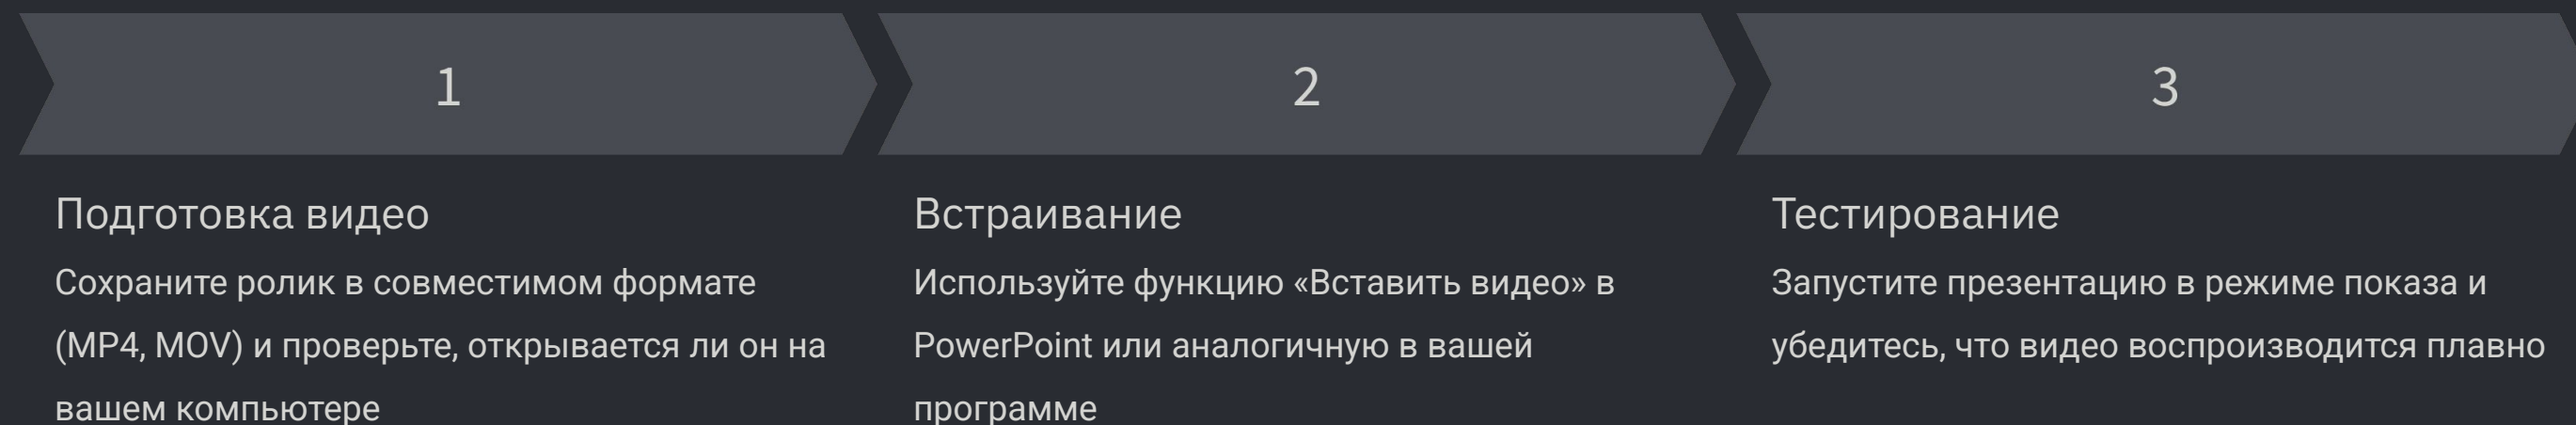 1
Подготовка видео
Сохраните ролик в совместимом формате
(MP4, MOV) и проверьте, открывается ли он на
вашем компьютере
2
Встраивание
Используйте функцию «Вставить видео» в
PowerPoint или аналогичную в вашей
программе
3
Тестирование
Запустите презентацию в режиме показа и
убедитесь, что видео воспроизводится плавно